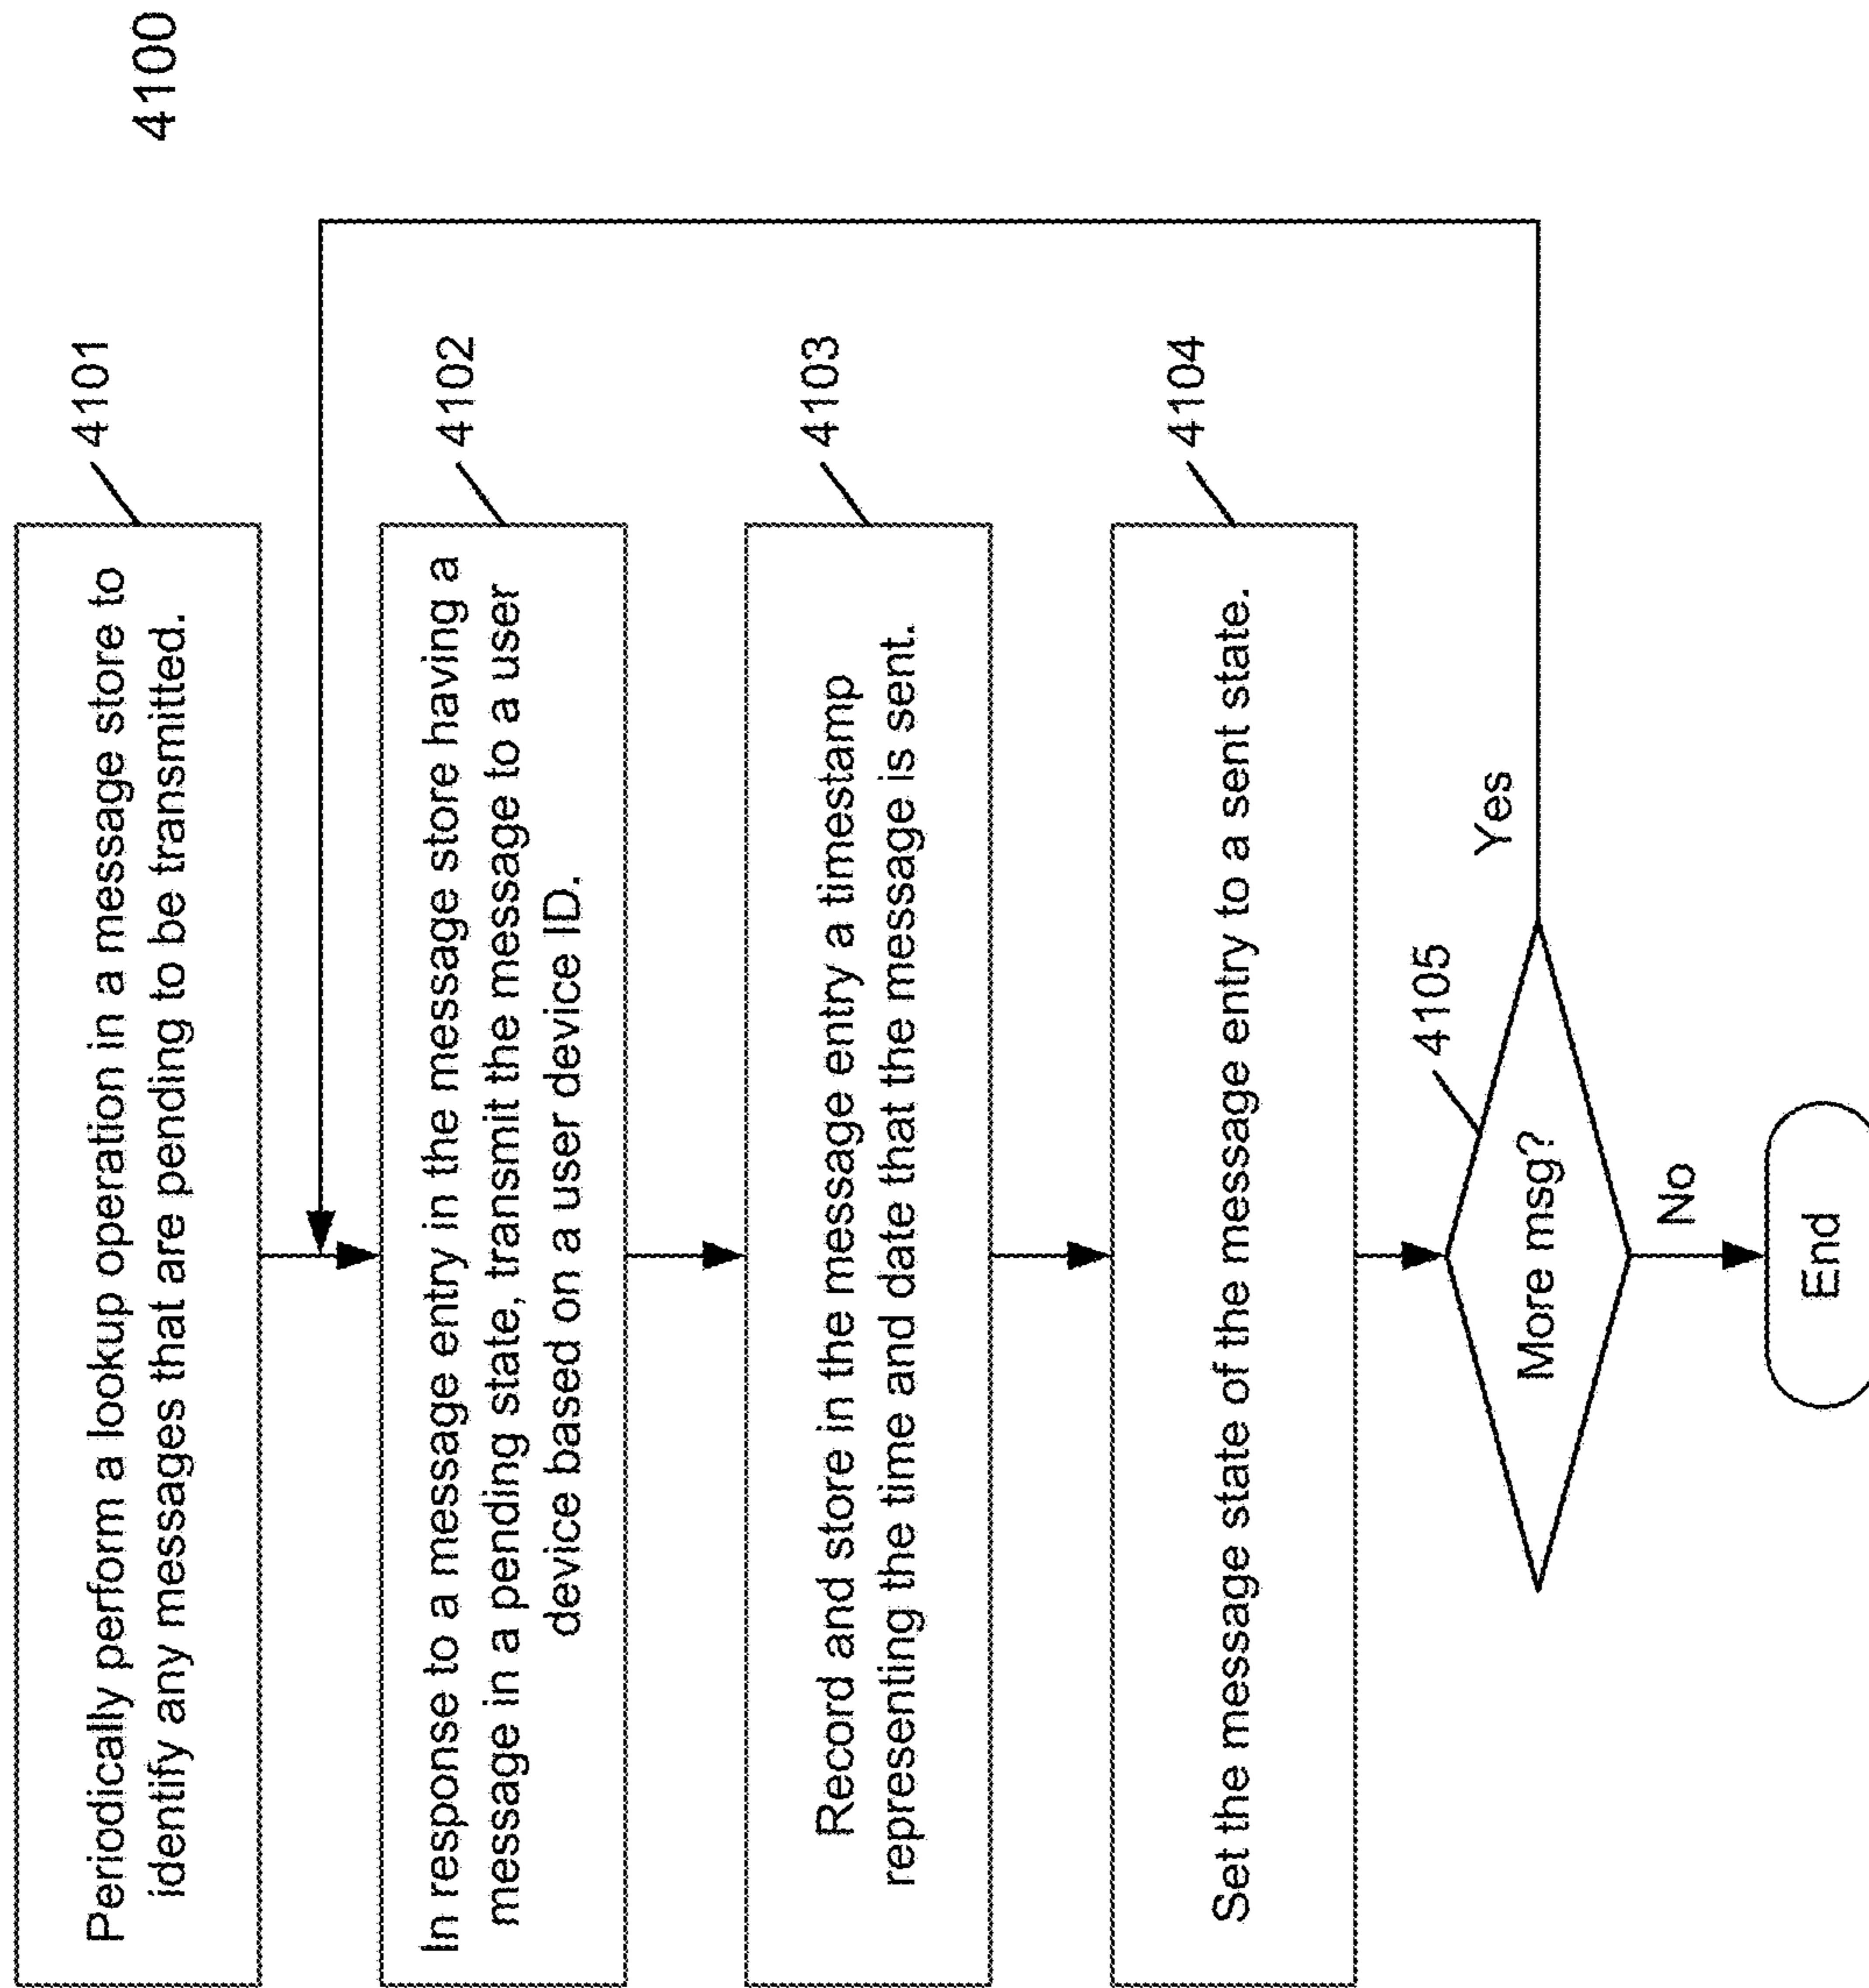 4100
4101
Periodically perform a lookup operation in a message store to
identify any messages that are pending to be transmitted.
4102
In response to a message entry in the message store having a
message in a pending state, transmit the message to a user
device based on a user device ID.
4103
Record and store in the message entry a timestamp
representing the time and date that the message is sent.
4104
Set the message state of the message entry to a sent state.
4105
More msg?
Yes
No
End